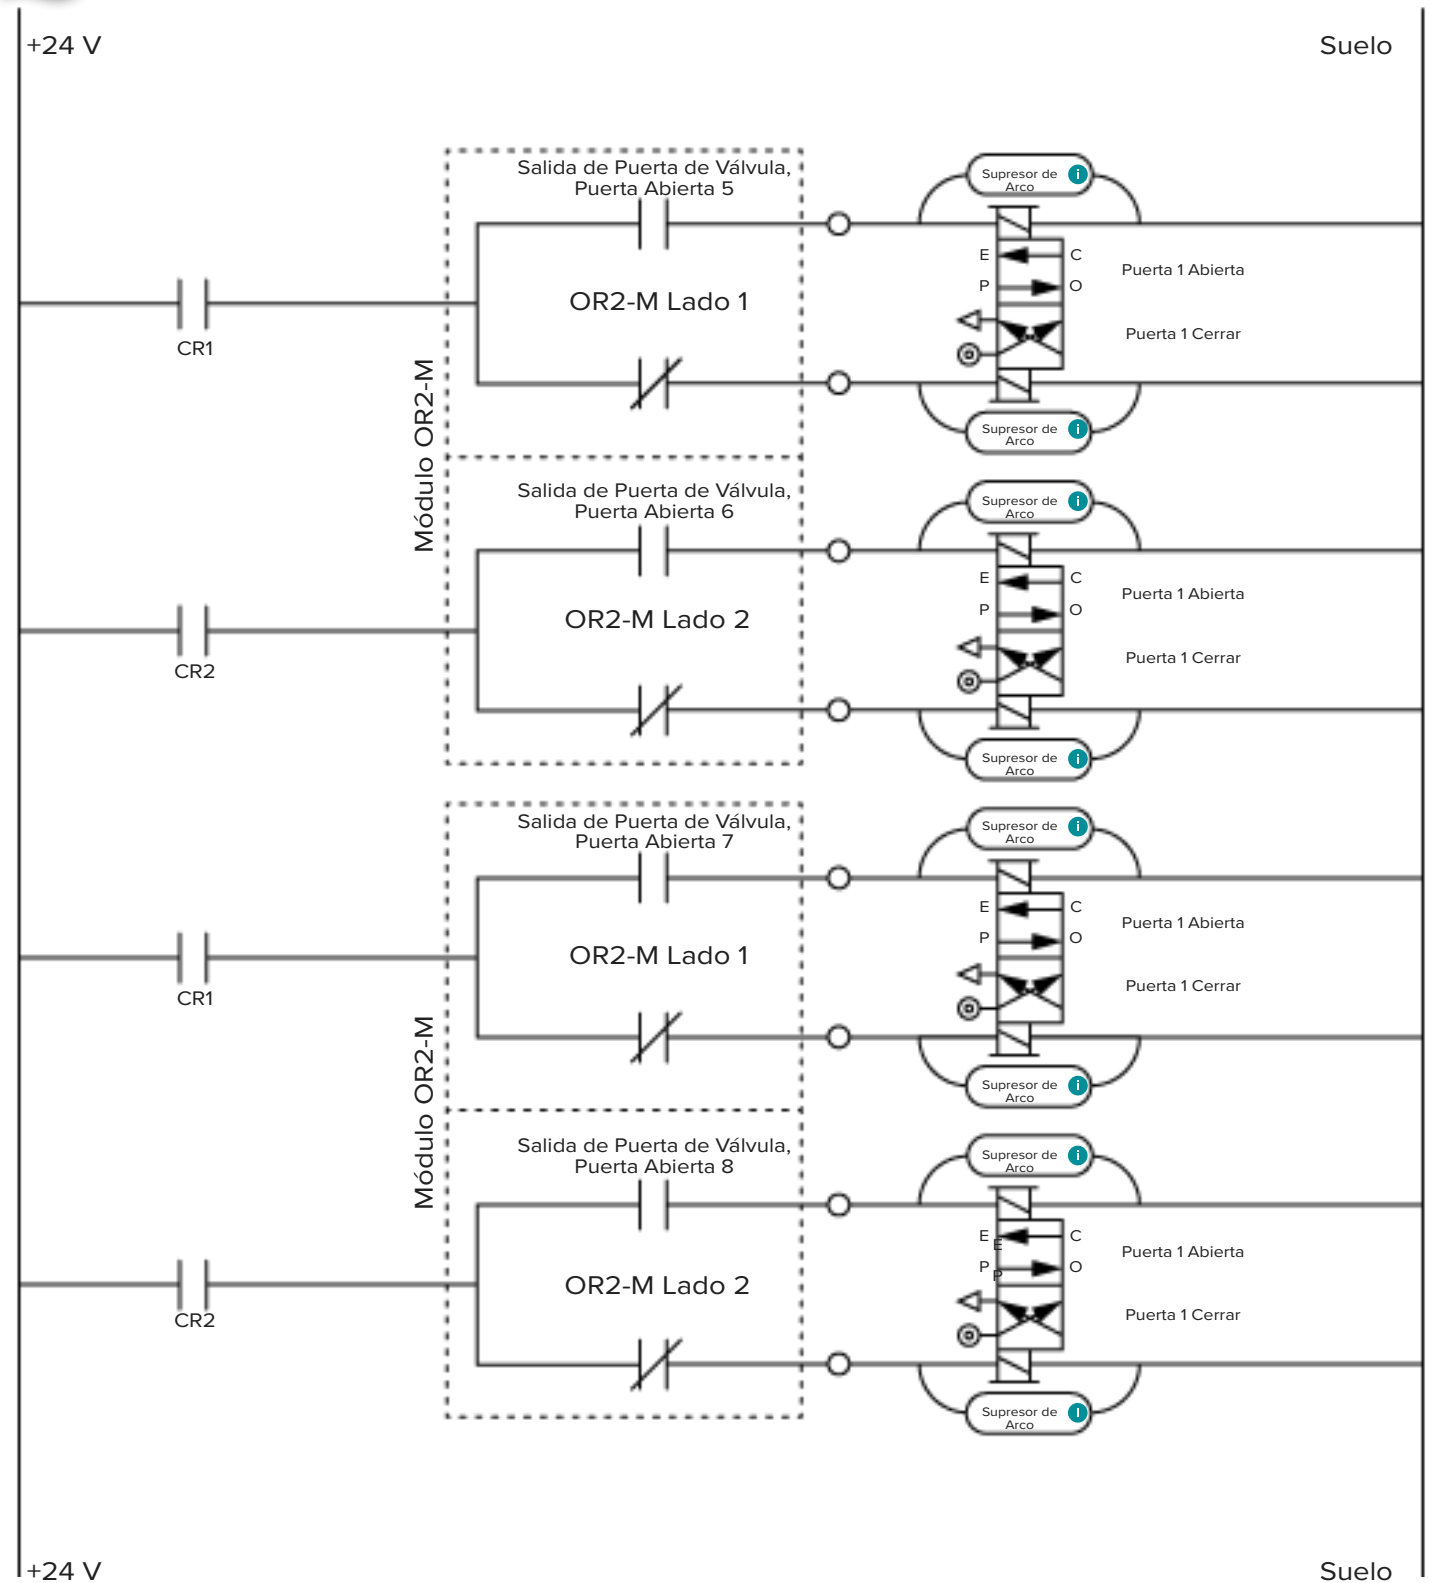 +24 V
Suelo
Salida de Puerta de Válvula,
Puerta Abierta 5
Supresor de
Arco
i
E
C
Puerta 1 Abierta
P
O
OR2-M Lado 1
Puerta 1 Cerrar
CR1
Módulo OR2-M
Supresor de
Arco
i
Salida de Puerta de Válvula,
Puerta Abierta 6
Supresor de
Arco
i
E
C
Puerta 1 Abierta
P
O
OR2-M Lado 2
Puerta 1 Cerrar
CR2
Supresor de
Arco
i
Salida de Puerta de Válvula,
Puerta Abierta 7
Supresor de
Arco
i
E
C
Puerta 1 Abierta
P
O
OR2-M Lado 1
Puerta 1 Cerrar
CR1
Módulo OR2-M
Supresor de
Arco
i
Salida de Puerta de Válvula,
Puerta Abierta 8
Supresor de
Arco
i
E
E
C
Puerta 1 Abierta
P
P
O
OR2-M Lado 2
Puerta 1 Cerrar
CR2
Supresor de
Arco
I
+24 V
Suelo